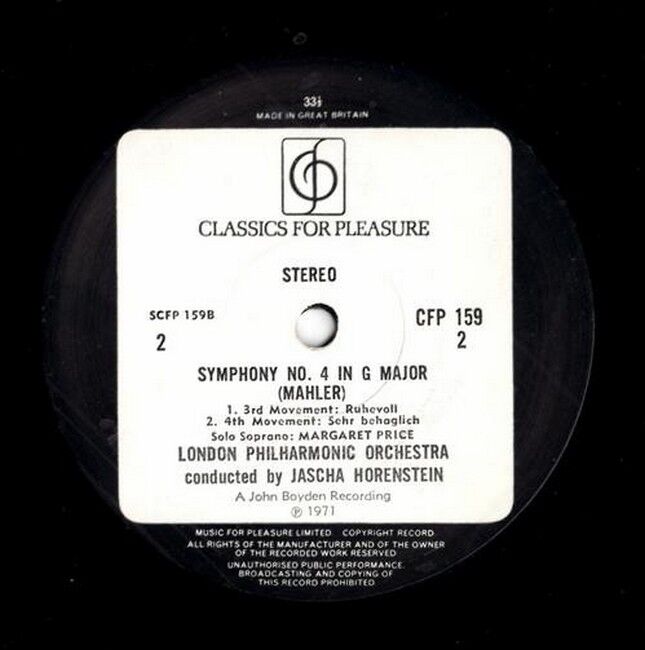 33⅓
MADE IN GREAT BRITAIN
CLASSICS FOR PLEASURE
STEREO
SCFP 159B
2
CFP 159
2
SYMPHONY NO. 4 IN G MAJOR
(MAHLER)
1. 3rd Movement: Ruhevoll
2. 4th Movement: Sehr behaglich
Solo Soprano: MARGARET PRICE
LONDON PHILHARMONIC ORCHESTRA
conducted by JASCHA HORENSTEIN
A John Boyden Recording
℗ 1971
MUSIC FOR PLEASURE LIMITED. COPYRIGHT RECORD
ALL RIGHTS OF THE MANUFACTURER AND OF THE OWNER
OF THE RECORDED WORK RESERVED
UNAUTHORISED PUBLIC PERFORMANCE.
BROADCASTING AND COPYING OF
THIS RECORD PROHIBITED